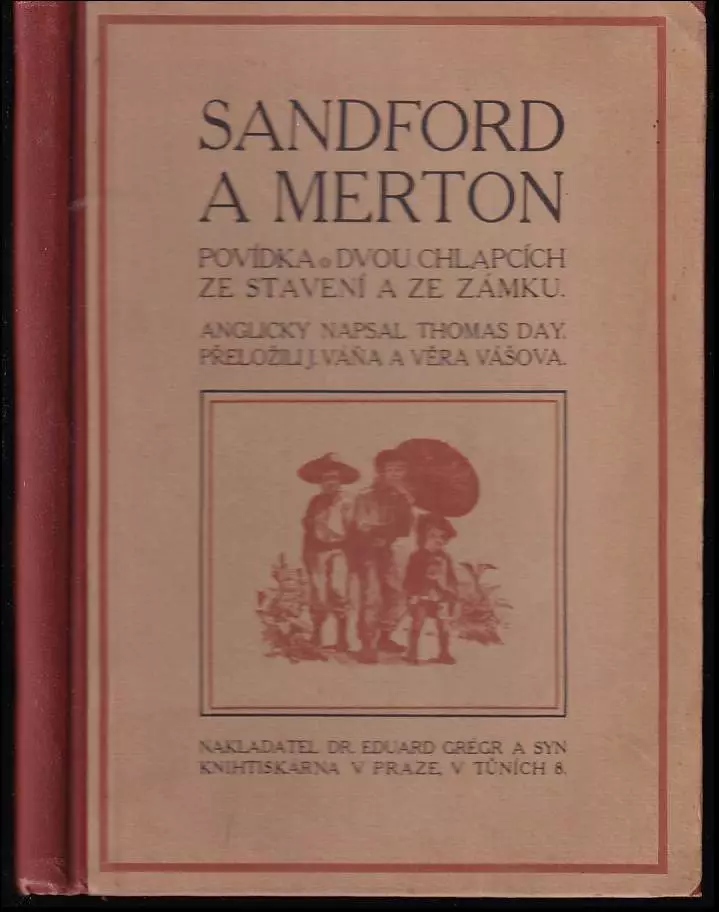 SANDFORD
A MERTON
POVÍDKA O DVOU CHLAPCÍCH
ZE STAVENÍ A ZE ZÁMKU.
ANGLICKY NAPSAL THOMAS DAY.
PŘELOŽILI J. VÁŇA A VĚRA VÁŠOVA.
NAKLADATEL DR. EDUARD GRÉGR A SYN
KNIHTISKÁRNA V PRAZE, V TŮNÍCH 8.